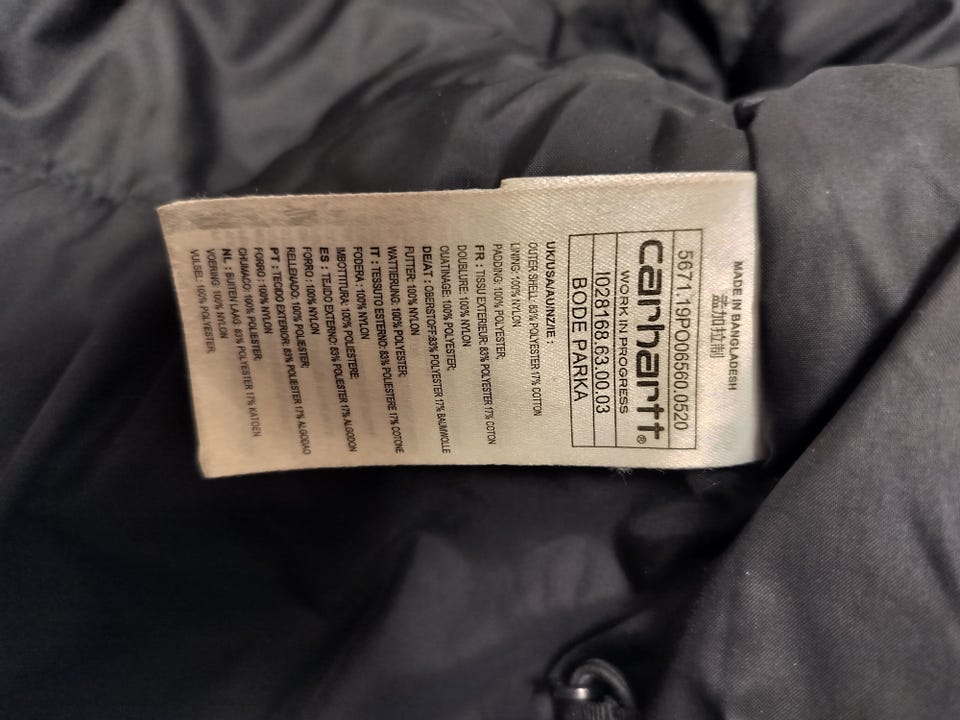 MADE IN BANGLADESH
孟加拉制
5671.19PO06560.0520
carhartt®
WORK IN PROGRESS
I028168.63.00.03
BODE PARKA
UK/USA/AU/NZ/IE :
OUTER SHELL: 83% POLYESTER 17% COTTON
LINING: 100% NYLON
PADDING: 100% POLYESTER;
FR : TISSU EXTERIEUR: 83% POLYESTER 17% COTON
DOUBLURE: 100% NYLON
OUATINAGE: 100% POLYESTER;
DE/AT : OBERSTOFF:83% POLYESTER 17% BAUMWOLLE
FUTTER: 100% NYLON
WATTIERUNG: 100% POLYESTER;
IT : TESSUTO ESTERNO: 83% POLIESTERE 17% COTONE
FODERA : 100% NYLON
IMBOTTITURA: 100% POLIESTERE;
ES : TEJIDO EXTERNO: 83% POLIESTER 17% ALGODON
FORRO : 100% NYLON
RELLENADO: 100% POLIESTER;
PT : TECIDO EXTERIOR: 83% POLIESTER 17% ALGODAO
FORRO : 100% NYLON
CHUMACO: 100% POLIESTER;
NL : BUITEN LAAG: 83% POLYESTER 17% KATOEN
VOERING: 100% NYLON
VULSEL: 100% POLYESTER;